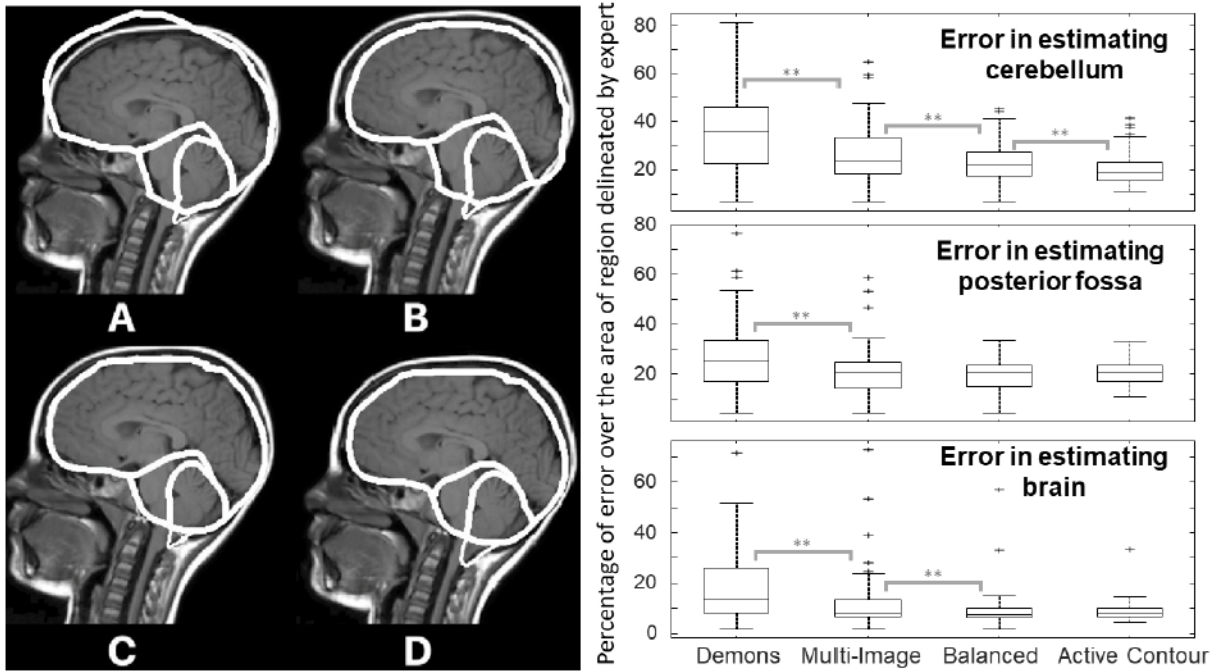 A
B
C
D
Percentage of error over the area of region delineated by expert
80
60
40
20
Error in estimating
cerebellum
**
**
**
80
60
40
20
Error in estimating
posterior fossa
**
60
40
20
0
Error in estimating
brain
**
**
Demons
Multi-Image
Balanced
Active Contour